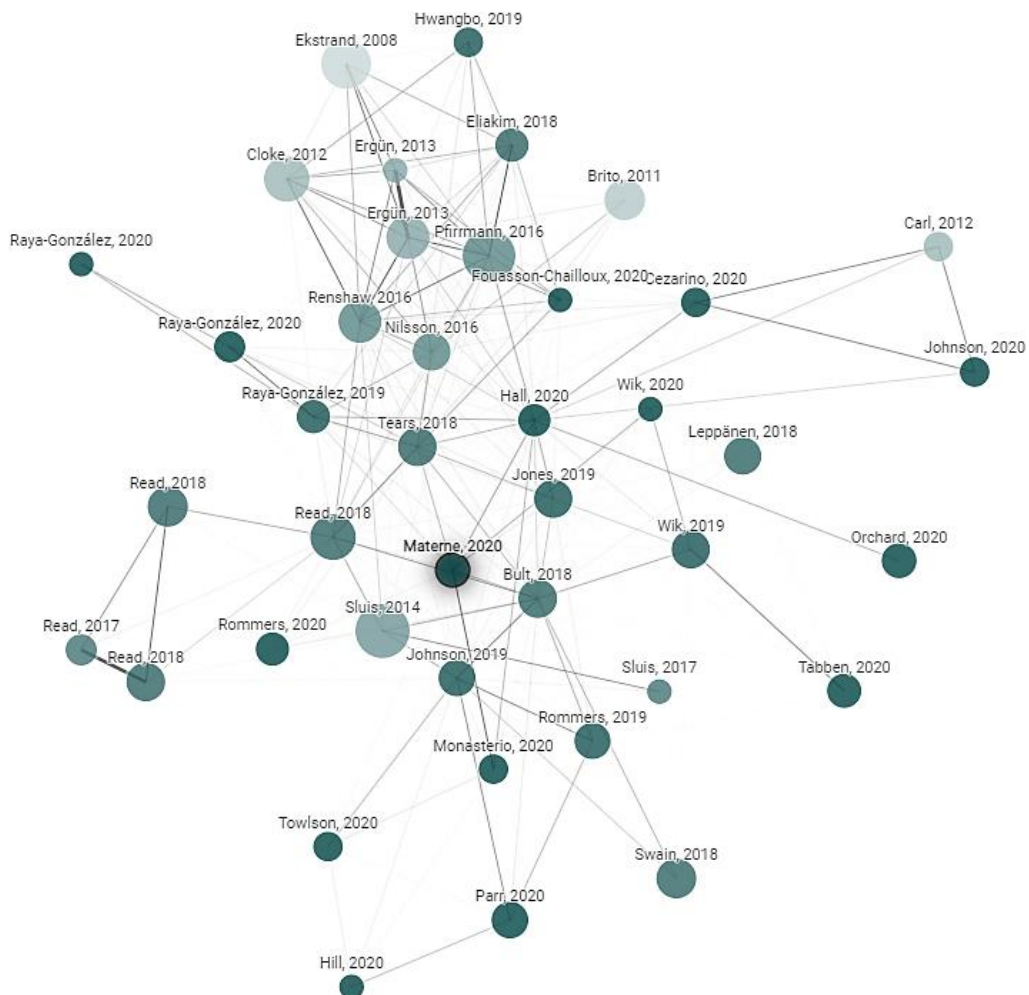 Hwangbo, 2019
Ekstrand, 2008
Eliakim, 2018
Ergün, 2013
Cloke, 2012
Brito, 2011
Ergün, 2013
Carl, 2012
Pfirrmann, 2016
Raya-González, 2020
Fouasson-Chailloux, 2020
Cezarino, 2020
Renshaw, 2016
Raya-González, 2020
Nilsson, 2016
Johnson, 2020
Wik, 2020
Raya-González, 2019
Hall, 2020
Tears, 2018
Leppänen, 2018
Jones, 2019
Read, 2018
Read, 2018
Wik, 2019
Orchard, 2020
Materne, 2020
Bult, 2018
Sluis, 2014
Read, 2017
Rommers, 2020
Read, 2018
Johnson, 2019
Sluis, 2017
Tabben, 2020
Rommers, 2019
Monasterio, 2020
Towlson, 2020
Swain, 2018
Parr, 2020
Hill, 2020